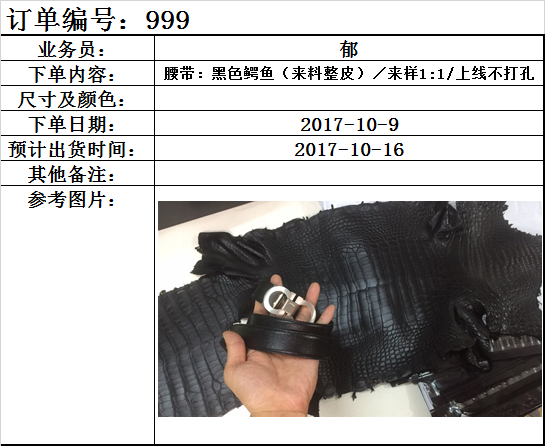 订单编号：999
业务员： 郁
下单内容： 腰带：黑色鳄鱼（来料整皮）／来样1:1/上线不打孔
尺寸及颜色：
下单日期： 2017-10-9
预计出货时间： 2017-10-16
其他备注：
参考图片：